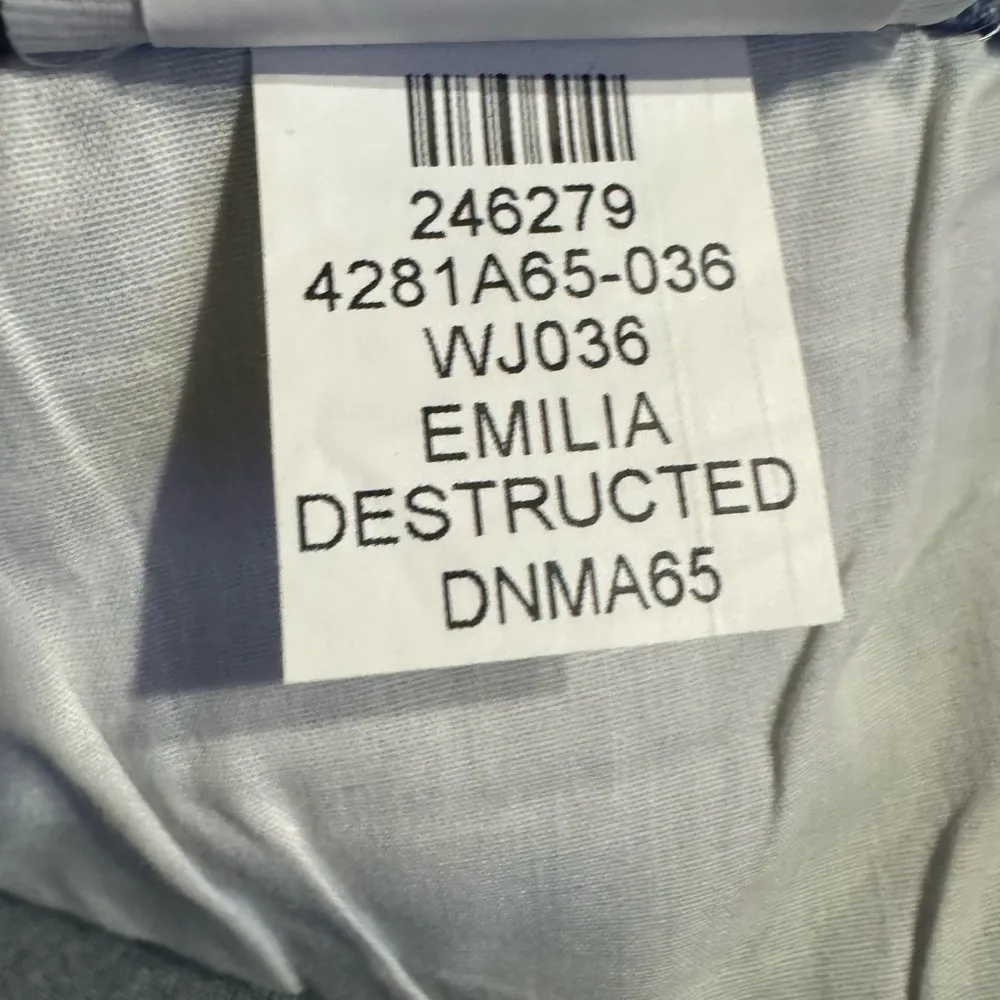 246279
4281A65-036
WJ036
EMILIA
DESTRUCTED
DNMA65